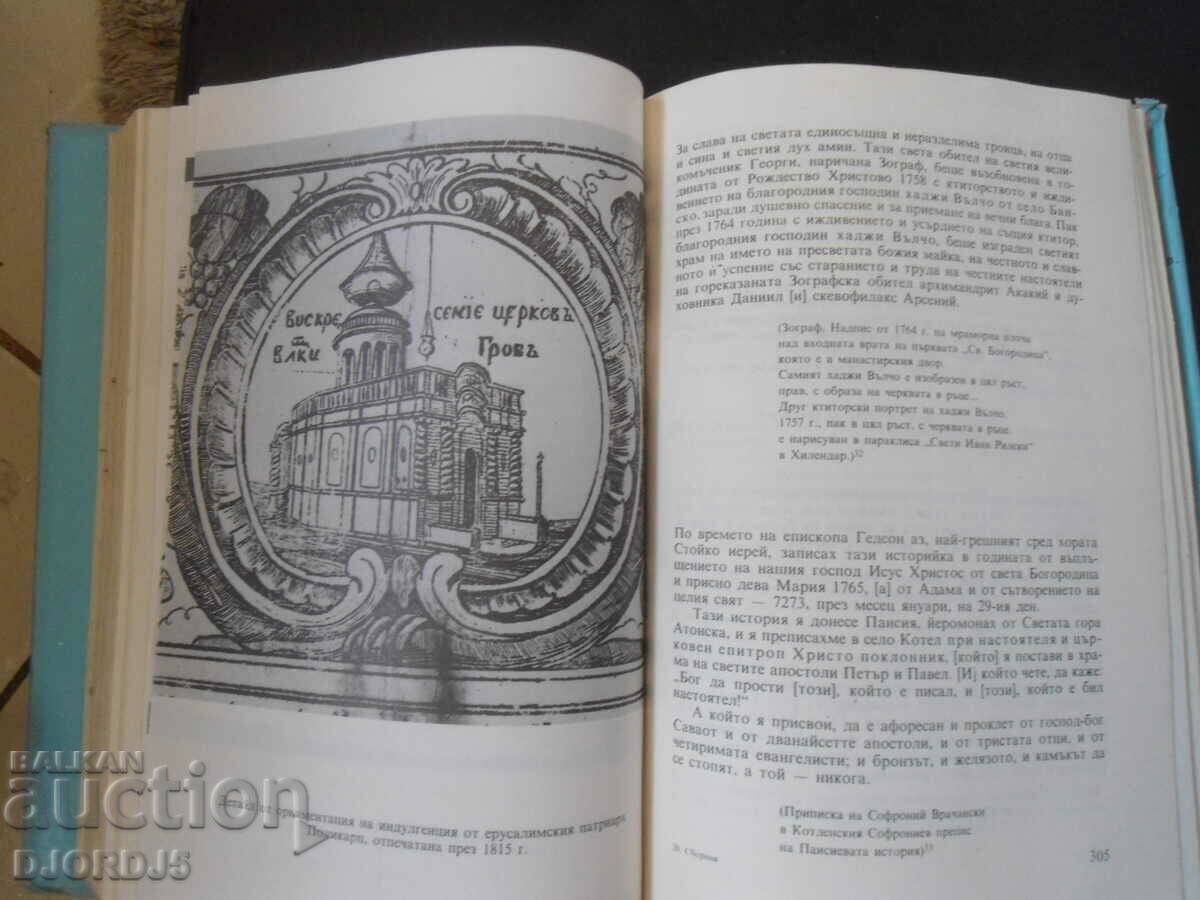 Вискре
сенїе церковъ
Влки
Гровъ
Детайл от орнаментация на индулгенция от ерусалимския патриарх
Поликарп, отпечатана през 1815 г.
За слава на светата единосъщна и неразделима троица, на отца
и сина и светия дух амин. Тази света обител на светия вели-
комъченик Георги, наричана Зограф, беше възобновена в го-
дината от Рождество Христово 1758 с ктиторството и иждиве-
вението на благородния господин хаджи Вълчо от село Бан-
ско, заради душевно спасение и за приемане на вечни блага. Пак
през 1764 година с иждивението и усърдието на същия ктитор,
благородния господин хаджи Вълчо, беше изграден светият
храм на името на пресветата божия майка, на честното и слав-
ното ѝ успение със старанието и труда на честните настоятели
на гореказаната Зографска обител архимандрит Акакий я ду-
ховника Даниил [и] скевофилакс Арсений.
(Зограф. Надпис от 1764 г. на мраморна плоча
над входната врата на църквата „Св. Богородица“,
която е в манастирския двор.
Самият хаджи Вълчо е изобразен в цял ръст,
прав, с образа на черквата в ръце...
Друг ктиторски портрет на хаджи Вълчо,
1757 г., пак в цял ръст, с черквата в ръце,
е нарисуван в параклиса „Свети Иван Рилски“
в Хилендар.)³²
По времето на епископа Гедеон аз, най-грешният сред хората
Стойко иерей, записах тази историйка в годината от въплъ-
щението на нашия господ Исус Христос от света Богородица
и присно дева Мария 1765, [а] от Адама и от сътворението на
целия свят — 7273, през месец януари, на 29-ия ден.
Тази история я донесе Паисия, йеромонах от Светата гора
Атонска, и я преписахме в село Котел при настоятеля и цър-
ковен епитроп Христо поклонник, [който] я постави в хра-
ма на светите апостоли Петър и Павел. [И] който чете, да каже:
„Бог да прости [този], който е писал, и [този], който е бил
настоятел!“
А който я присвои, да е афоресан и проклет от господ-бог
Саваот и от дванайсетте апостоли, и от тристата отци, и от
четиримата евангелисти; и бронзът, и желязото, и камъкът да
се стопят, а той — никога.
(Приписка на Софроний Врачански
в Котленския Софрониев препис
на Паисиевата история)³³
20. Сборник
305
BALKAN
auction
DJORDJ5